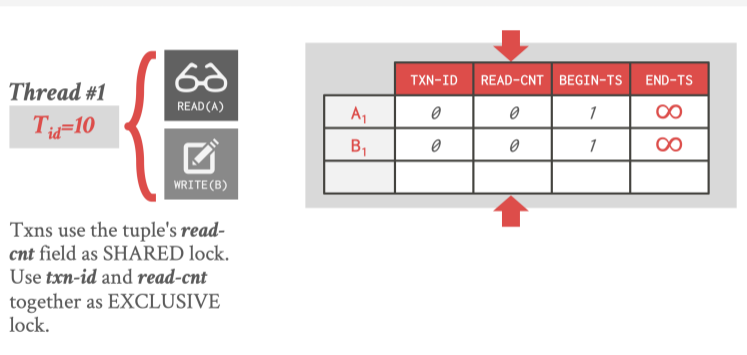 Thread #1
Tid=10
READ(A)
WRITE(B)
Txns use the tuple's read-
cnt field as SHARED lock.
Use txn-id and read-cnt
together as EXCLUSIVE
lock.
TXN-ID READ-CNT BEGIN-TS END-TS
A1 0 0 1 ∞
B1 0 0 1 ∞